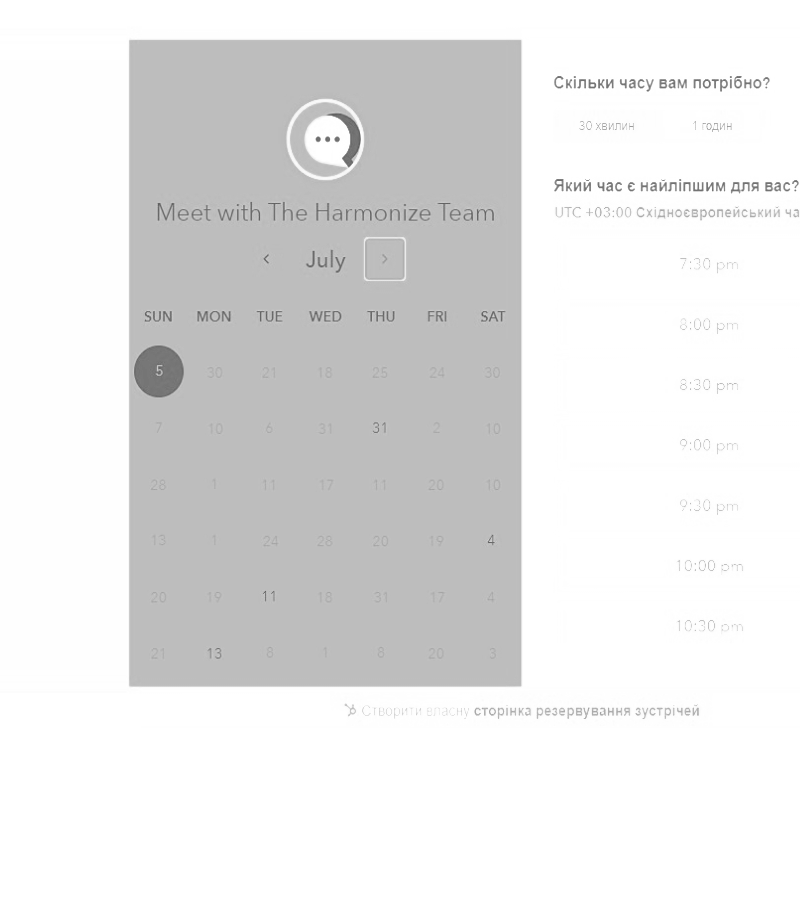 Meet with The Harmonize Team
July
SUN MON TUE WED THU FRI SAT
5 30 21 18 25 24 30
7 10 6 31 31 2 10
28 1 11 17 11 20 10
13 1 24 28 20 19 4
20 19 11 18 31 17 4
21 13 8 1 8 20 3
Скільки часу вам потрібно?
30 хвилин 1 годин
Який час є найліпшим для вас?
UTC +03:00 Східноєвропейський ча
7:30 pm
8:00 pm
8:30 pm
9:00 pm
9:30 pm
10:00 pm
10:30 pm
Створити власну сторінка резервування зустрічей